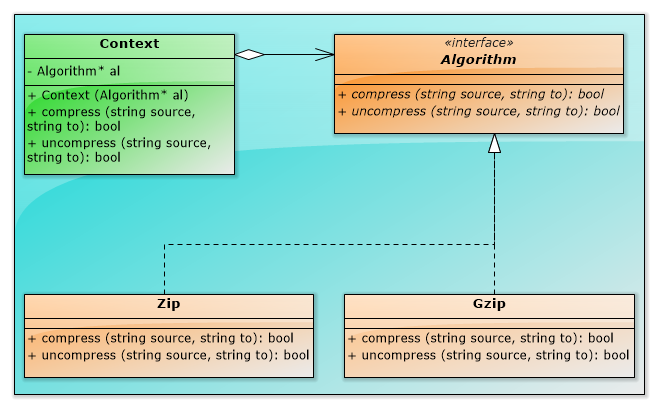 Context
- Algorithm* al
+ Context (Algorithm* al)
+ compress (string source,
string to): bool
+ uncompress (string source,
string to): bool
«interface»
Algorithm
+ compress (string source, string to): bool
+ uncompress (string source, string to): bool
Zip
+ compress (string source, string to): bool
+ uncompress (string source, string to): bool
Gzip
+ compress (string source, string to): bool
+ uncompress (string source, string to): bool